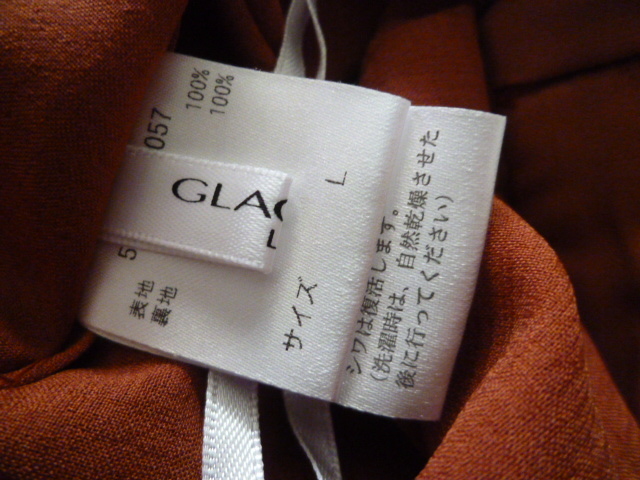 GLA
L
057
表地 100%
裏地 100%
サイズ L
シワは復活します。
(洗濯時は、自然乾燥させた
後に行ってください)